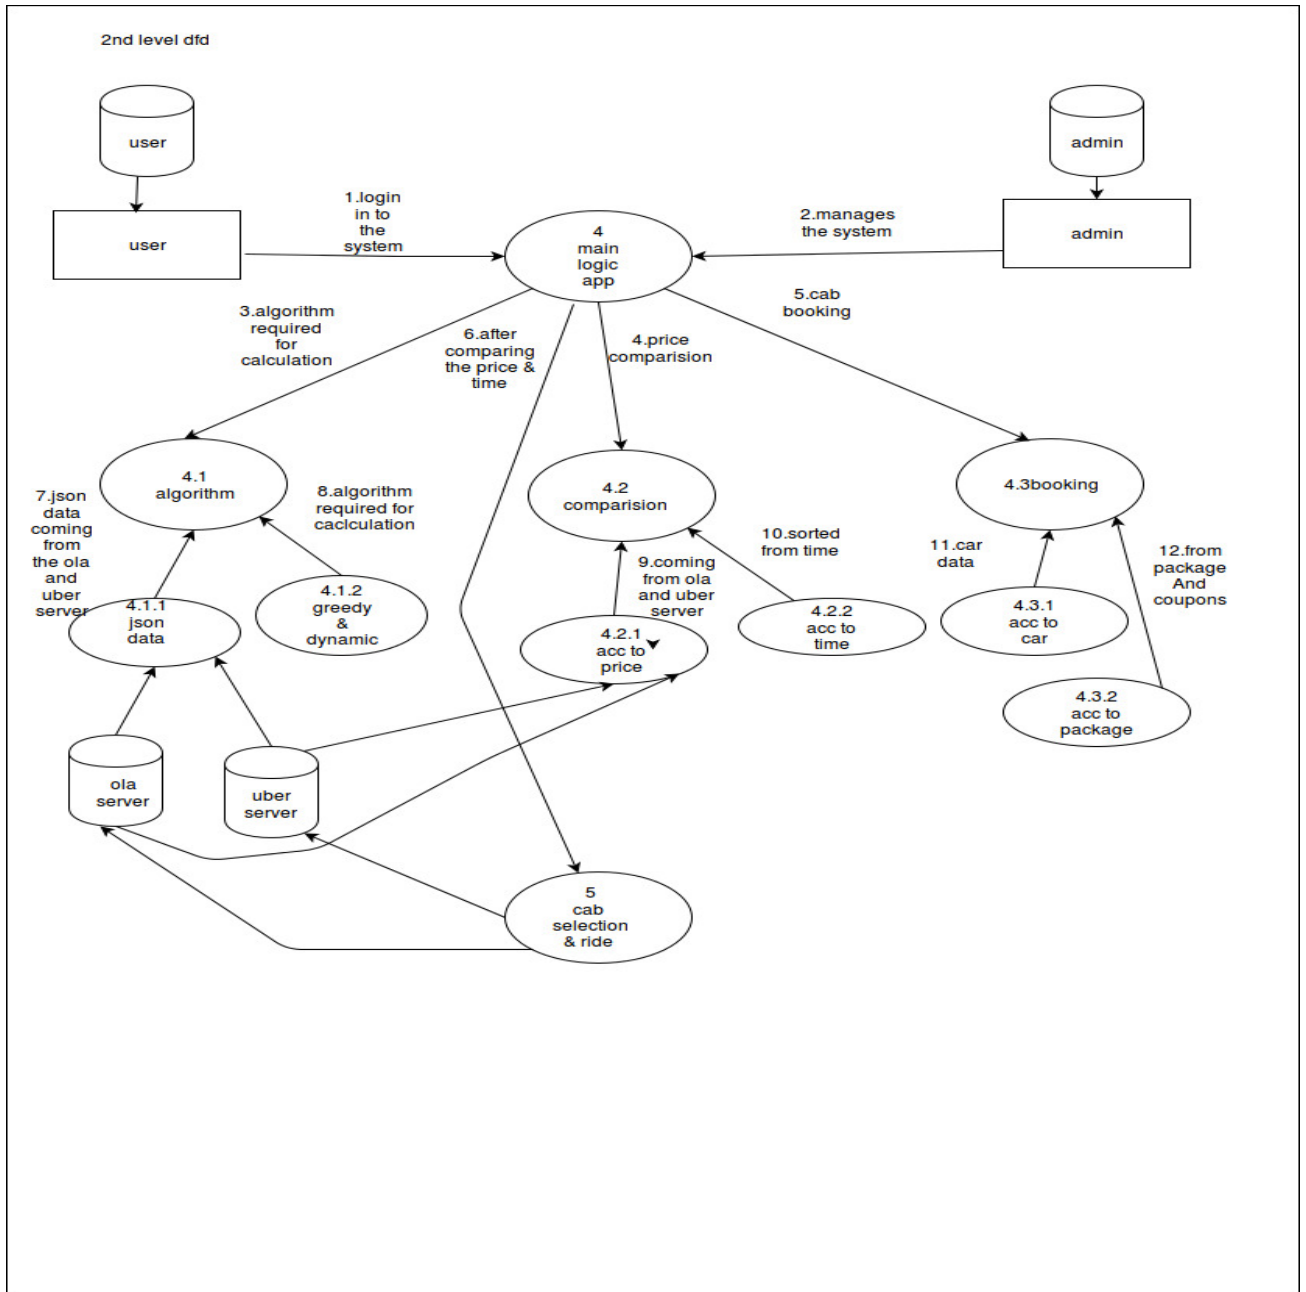 2nd level dfd
user
admin
user
admin
1.login
in to
the
system
2.manages
the system
4
main
logic
app
3.algorithm
required
for
calculation
6.after
comparing
the price &
time
4.price
comparision
5.cab
booking
4.1
algorithm
4.2
comparision
4.3booking
7.json
data
coming
from
the ola
and
uber
server
8.algorithm
required for
caclculation
9.coming
from ola
and uber
server
10.sorted
from time
11.car
data
12.from
package
And
coupons
4.1.1
json
data
4.1.2
greedy
&
dynamic
4.2.1
acc to
price
4.2.2
acc to
time
4.3.1
acc to
car
4.3.2
acc to
package
ola
server
uber
server
5
cab
selection
& ride